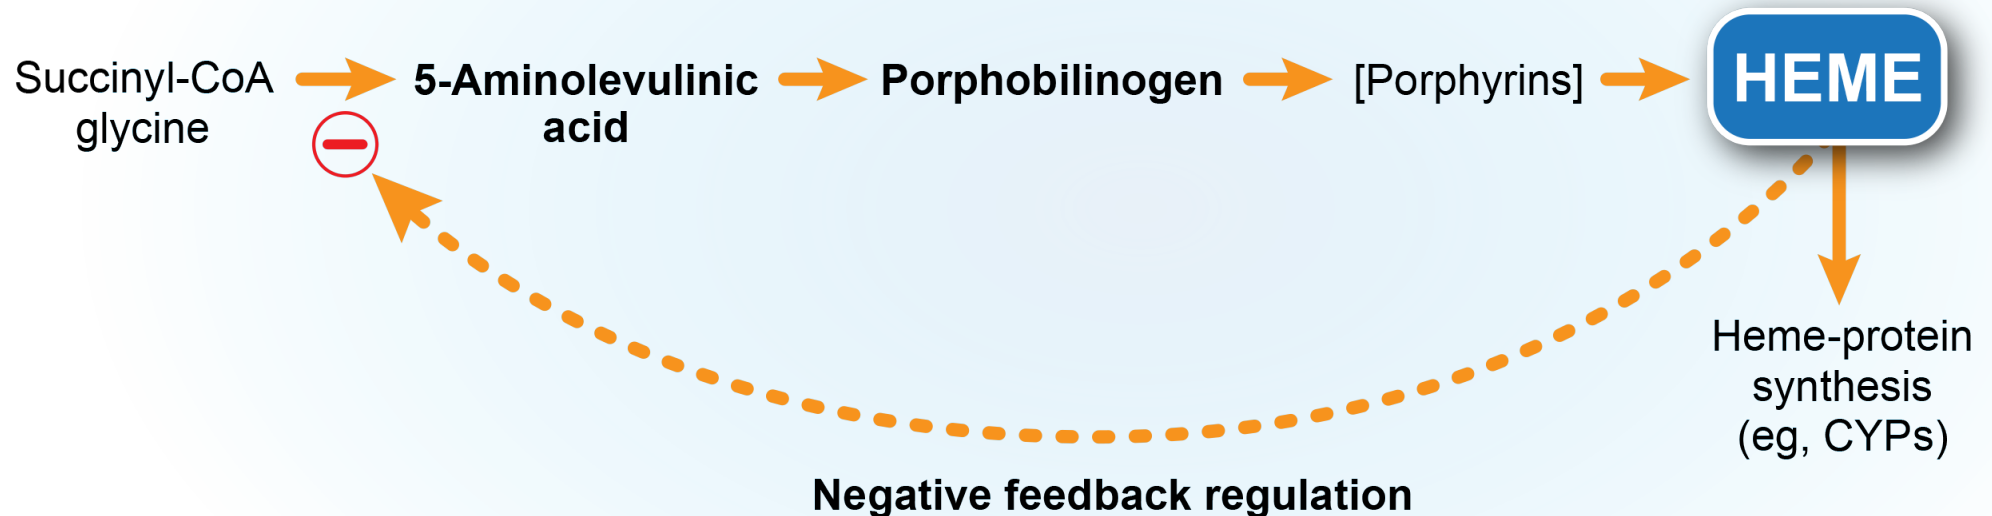 Succinyl-CoA
glycine
5-Aminolevulinic
acid
Porphobilinogen
[Porphyrins]
HEME
Heme-protein
synthesis
(eg, CYPs)
Negative feedback regulation